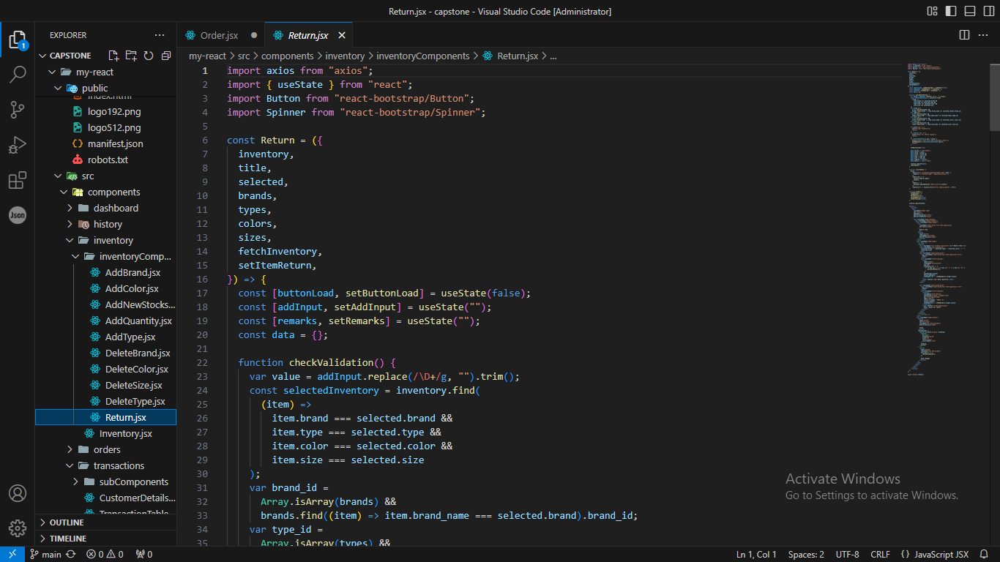 Return.jsx - capstone - Visual Studio Code [Administrator]
EXPLORER
Order.jsx
Return.jsx
CAPSTONE
my-react > src > components > inventory > inventoryComponents > Return.jsx > ...
my-react
public
index.html
logo192.png
logo512.png
manifest.json
robots.txt
src
components
dashboard
history
inventory
inventoryComp...
AddBrand.jsx
AddColor.jsx
AddNewStocks...
AddQuantity.jsx
AddType.jsx
DeleteBrand.jsx
DeleteColor.jsx
DeleteSize.jsx
DeleteType.jsx
Return.jsx
Inventory.jsx
orders
transactions
subComponents
CustomerDetails...
TransactionTable
OUTLINE
TIMELINE
1
Json
1 import axios from "axios";
2 import { useState } from "react";
3 import Button from "react-bootstrap/Button";
4 import Spinner from "react-bootstrap/Spinner";
5
6 const Return = ({
7 inventory,
8 title,
9 selected,
10 brands,
11 types,
12 colors,
13 sizes,
14 fetchInventory,
15 setItemReturn,
16 }) => {
17 const [buttonLoad, setButtonLoad] = useState(false);
18 const [addInput, setAddInput] = useState("");
19 const [remarks, setRemarks] = useState("");
20 const data = {};
21
22 function checkValidation() {
23 var value = addInput.replace(/\D+/g, "").trim();
24 const selectedInventory = inventory.find(
25 (item) =>
26 item.brand === selected.brand &&
27 item.type === selected.type &&
28 item.color === selected.color &&
29 item.size === selected.size
30 );
31 var brand_id =
32 Array.isArray(brands) &&
33 brands.find((item) => item.brand_name === selected.brand).brand_id;
34 var type_id =
35 Array.isArray(types) &&
Activate Windows
Go to Settings to activate Windows.
main
0
0
0
Ln 1, Col 1
Spaces: 2
UTF-8
CRLF
{ } JavaScript JSX